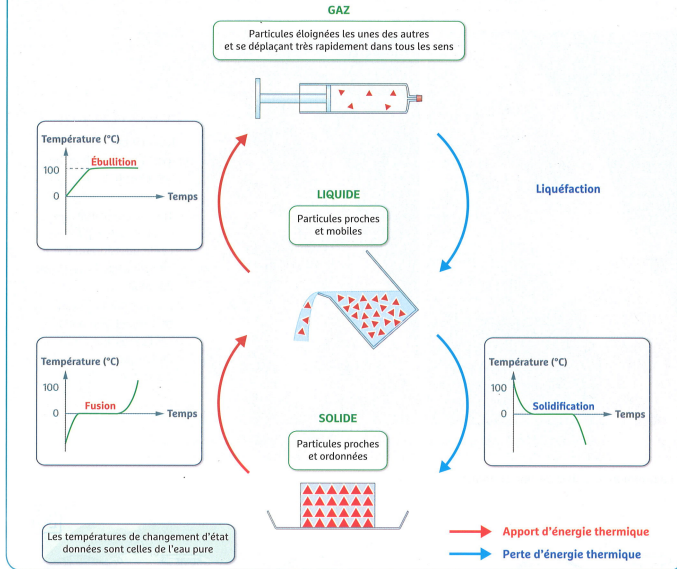 GAZ
Particules éloignées les unes des autres
et se déplaçant très rapidement dans tous les sens
Température (°C)
100
Ébullition
0
Temps
LIQUIDE
Particules proches
et mobiles
Liquéfaction
Température (°C)
100
Fusion
0
Temps
SOLIDE
Particules proches
et ordonnées
Température (°C)
100
Solidification
0
Temps
Les températures de changement d'état
données sont celles de l'eau pure
Apport d'énergie thermique
Perte d'énergie thermique